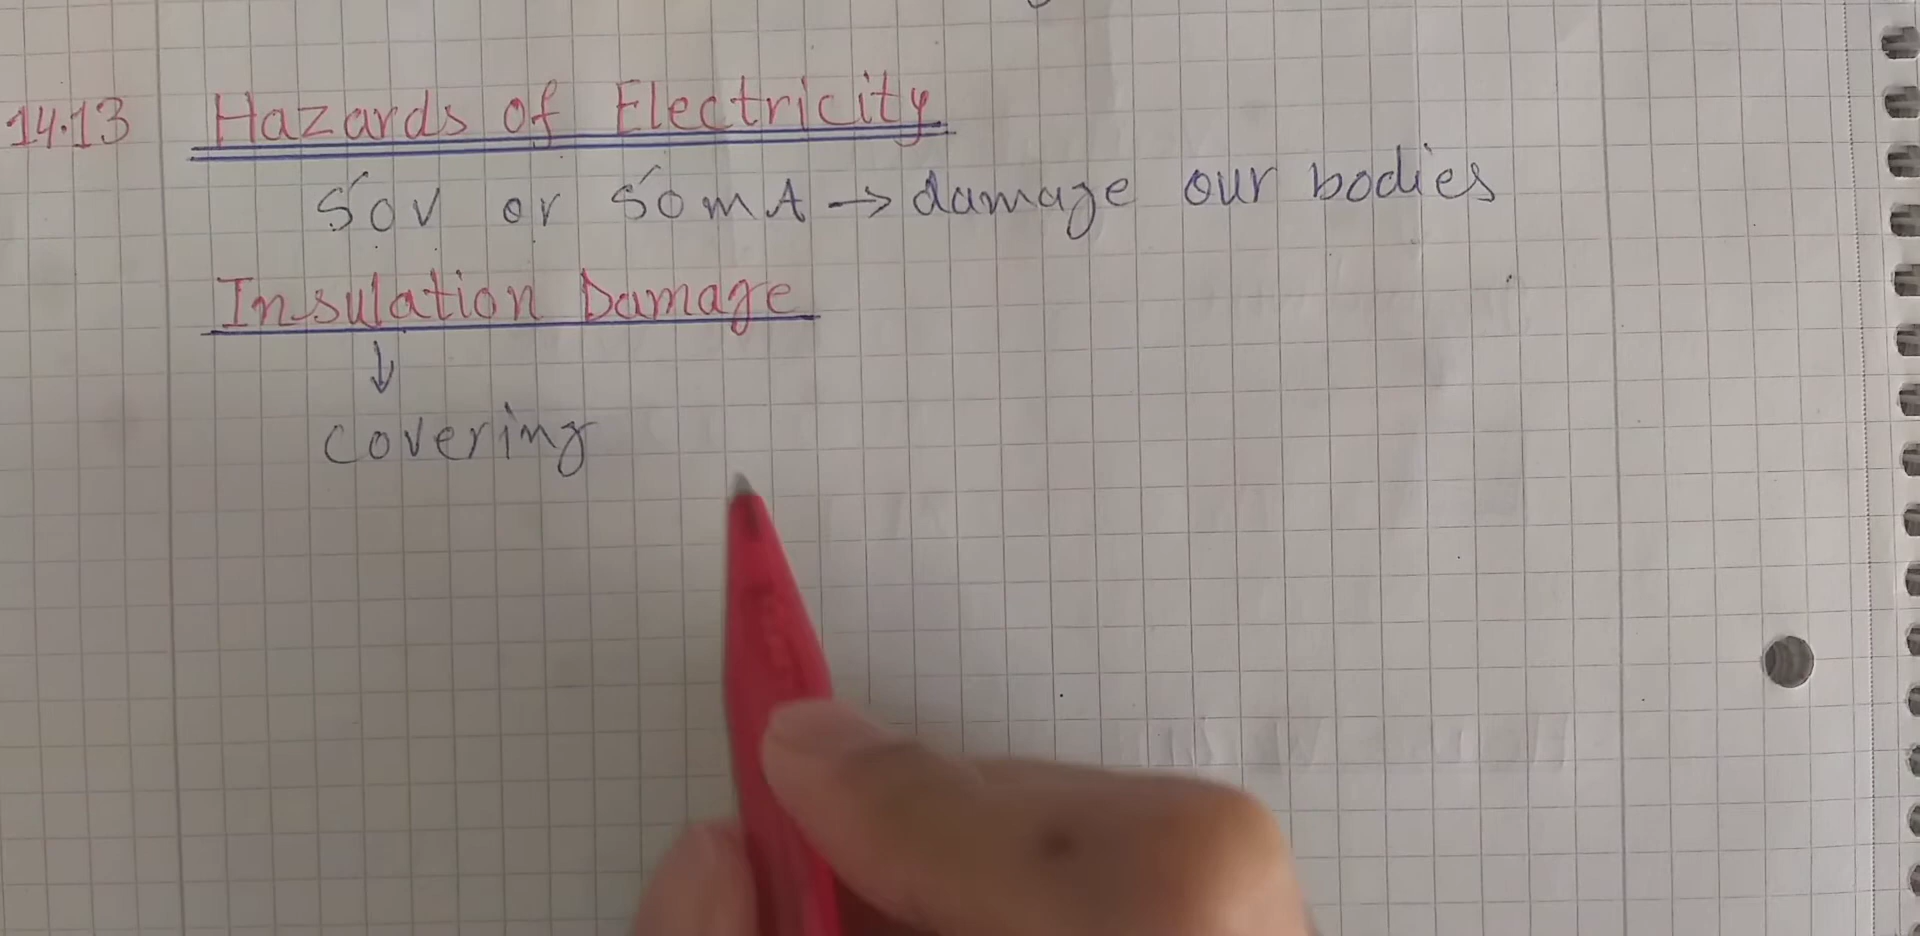 14.13 Hazards of Electricity
50V or 50mA → damage our bodies
Insulation Damage
↓
covering